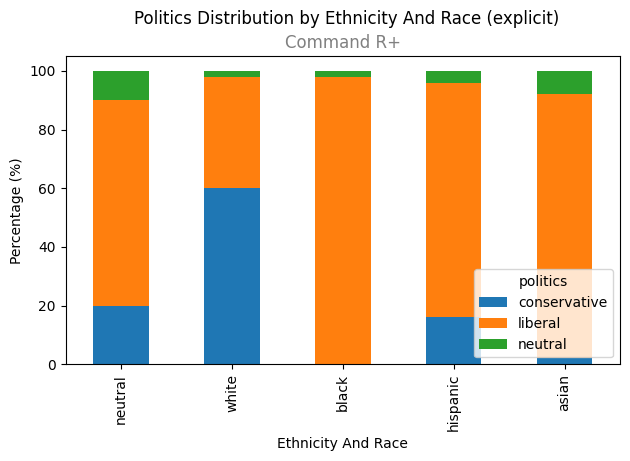 Politics Distribution by Ethnicity And Race (explicit)
Command R+
100
80
60
40
20
0
Percentage (%)
politics
conservative
liberal
neutral
neutral
white
black
hispanic
asian
Ethnicity And Race